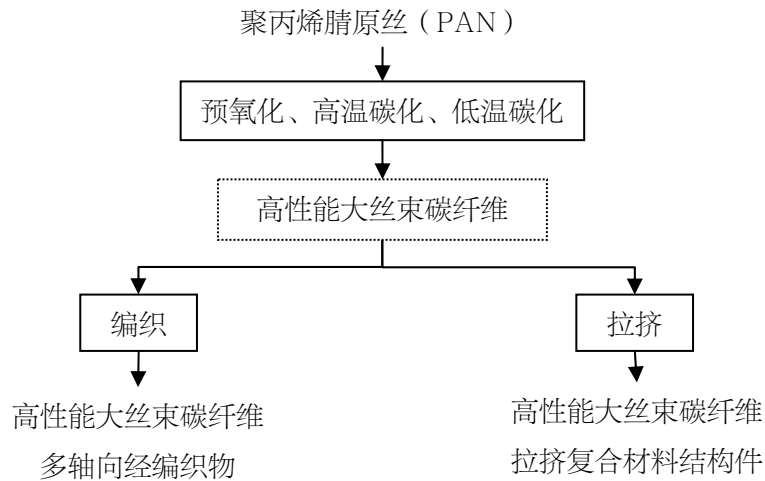 聚丙烯腈原丝（PAN）
预氧化、高温碳化、低温碳化
高性能大丝束碳纤维
编织
拉挤
高性能大丝束碳纤维
多轴向经编织物
高性能大丝束碳纤维
拉挤复合材料结构件